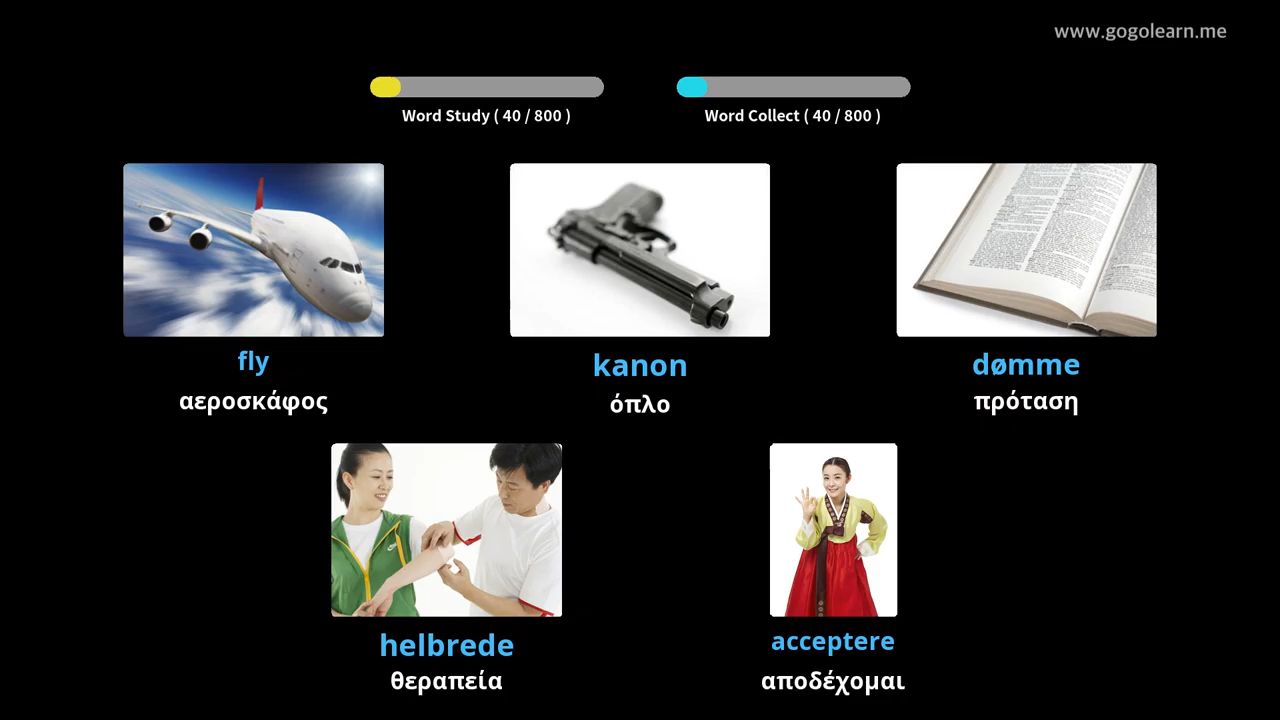 www.gogolearn.me
Word Study ( 40 / 800 )
Word Collect ( 40 / 800 )
fly
αεροσκάφος
kanon
όπλο
dømme
πρόταση
helbrede
θεραπεία
acceptere
αποδέχομαι